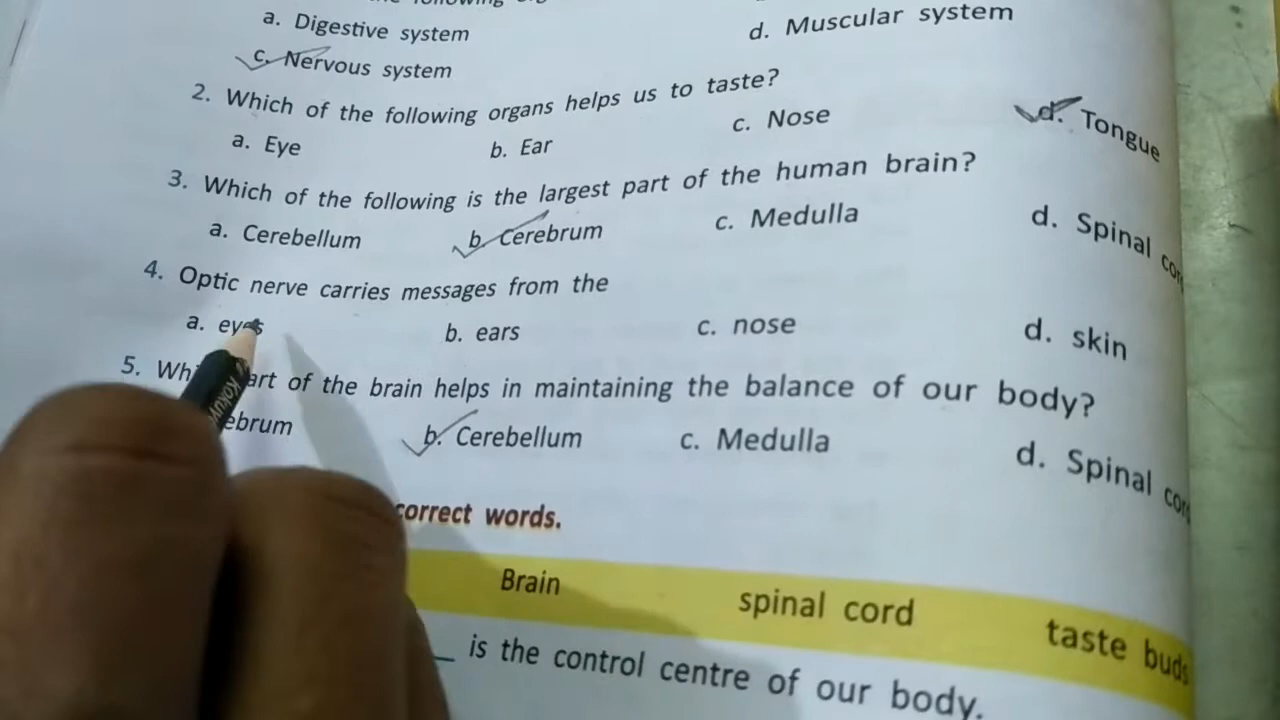 a. Digestive system d. Muscular system
c. Nervous system
2. Which of the following organs helps us to taste?
a. Eye b. Ear c. Nose d. Tongue
3. Which of the following is the largest part of the human brain?
a. Cerebellum b. Cerebrum c. Medulla d. Spinal cor
4. Optic nerve carries messages from the
a. eyes b. ears c. nose d. skin
5. Whi art of the brain helps in maintaining the balance of our body?
ebrum b. Cerebellum c. Medulla d. Spinal cor
correct words.
Brain spinal cord taste buds
is the control centre of our body.